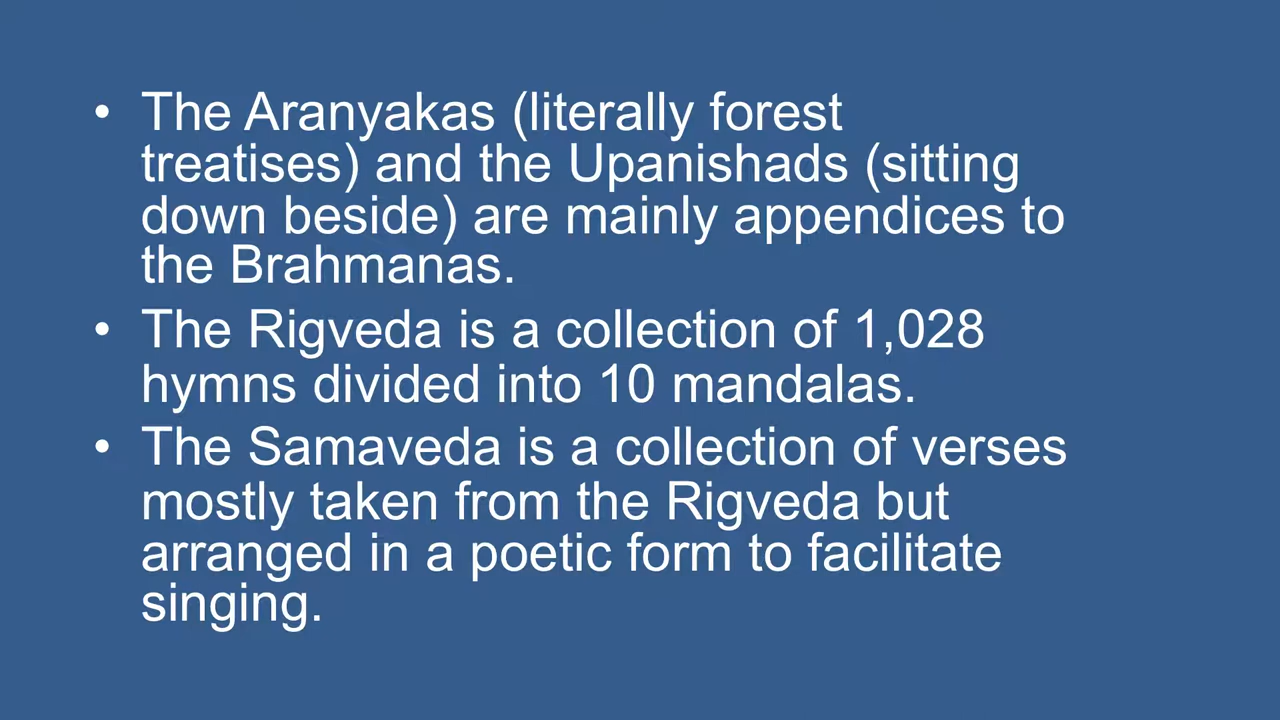 • The Aranyakas (literally forest
treatises) and the Upanishads (sitting
down beside) are mainly appendices to
the Brahmanas.
• The Rigveda is a collection of 1,028
hymns divided into 10 mandalas.
• The Samaveda is a collection of verses
mostly taken from the Rigveda but
arranged in a poetic form to facilitate
singing.